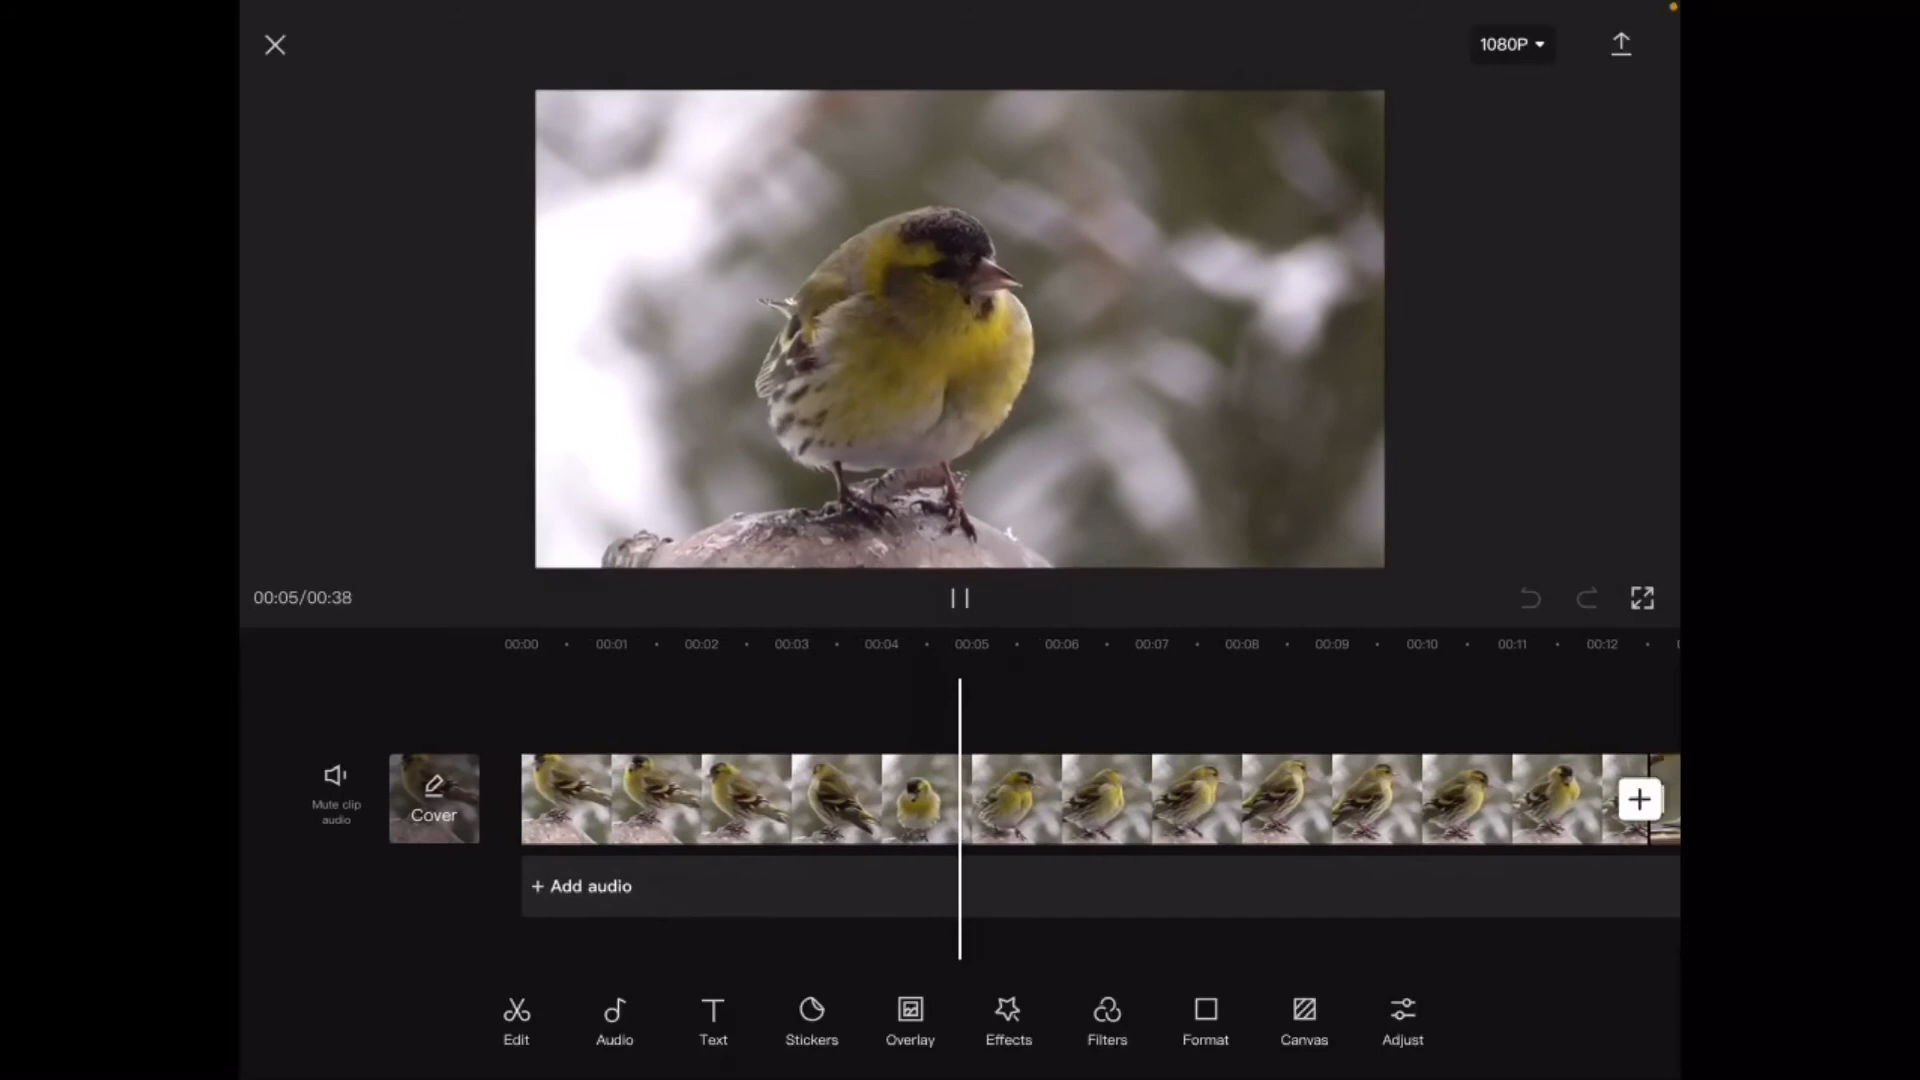 1080P
00:05/00:38
00:00 00:01 00:02 00:03 00:04 00:05 00:06 00:07 00:08 00:09 00:10 00:11 00:12
Mute clip
audio
Cover
+ Add audio
Edit Audio Text Stickers Overlay Effects Filters Format Canvas Adjust